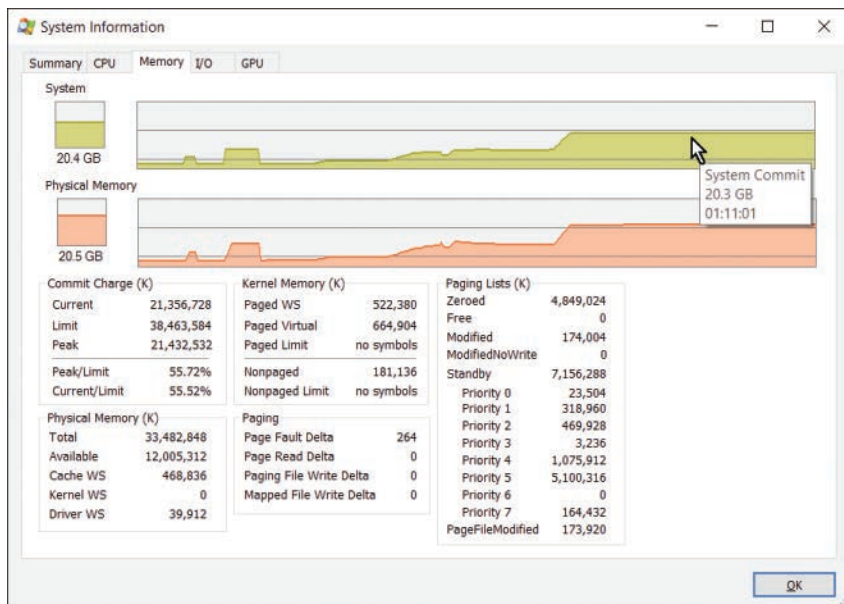 System Information
Summary CPU Memory I/O GPU
System
20.4 GB
System Commit
20.3 GB
01:11:01
Physical Memory
20.5 GB
Commit Charge (K)
Current 21,356,728
Limit 38,463,584
Peak 21,432,532
Peak/Limit 55.72%
Current/Limit 55.52%
Physical Memory (K)
Total 33,482,848
Available 12,005,312
Cache WS 468,836
Kernel WS 0
Driver WS 39,912
Kernel Memory (K)
Paged WS 522,380
Paged Virtual 664,904
Paged Limit no symbols
Nonpaged 181,136
Nonpaged Limit no symbols
Paging
Page Fault Delta 264
Page Read Delta 0
Paging File Write Delta 0
Mapped File Write Delta 0
Paging Lists (K)
Zeroed 4,849,024
Free 0
Modified 174,004
ModifiedNoWrite 0
Standby 7,156,288
Priority 0 23,504
Priority 1 318,960
Priority 2 469,928
Priority 3 3,236
Priority 4 1,075,912
Priority 5 5,100,316
Priority 6 0
Priority 7 164,432
PageFileModified 173,920
OK